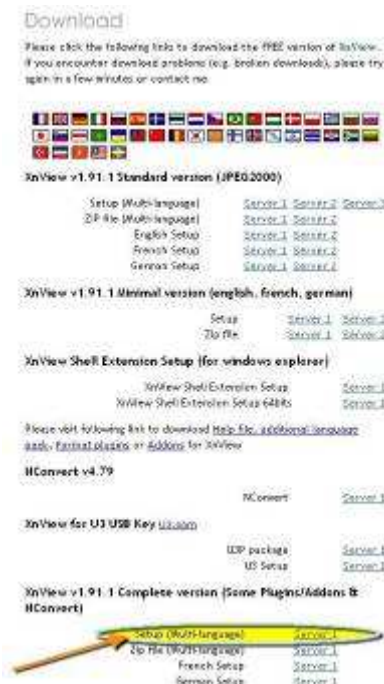 Download
Please click the following links to download the FREE version of XnView.
If you encounter download problems (e.g. broken downloads), please try
again in a few minutes or contact me.
XnView v1.91.1 Standard version (JPEG2000)
Setup (Multi-language) Server 1 Server 2 Server 3
ZIP file (Multi-language) Server 1 Server 2
English Setup Server 1 Server 2
French Setup Server 1 Server 2
German Setup Server 1 Server 2
XnView v1.91.1 Minimal version (english, french, german)
Setup Server 1 Server 2
Zip file Server 1 Server 2
XnView Shell Extension Setup (for windows explorer)
XnView Shell Extension Setup Server 1
XnView Shell Extension Setup 64bits Server 1
Please visit following link to download Help file, additional language
pack, Format plugins or Addons for XnView
NConvert v4.79
NConvert Server 1
XnView for U3 USB Key U3.com
U3P package Server 1
U3 Setup Server 1
XnView v1.91.1 Complete version (Some Plugins/Addons &
NConvert)
Setup (Multi-language) Server 1
Zip file (Multi-language) Server 1
French Setup Server 1
German Setup Server 1